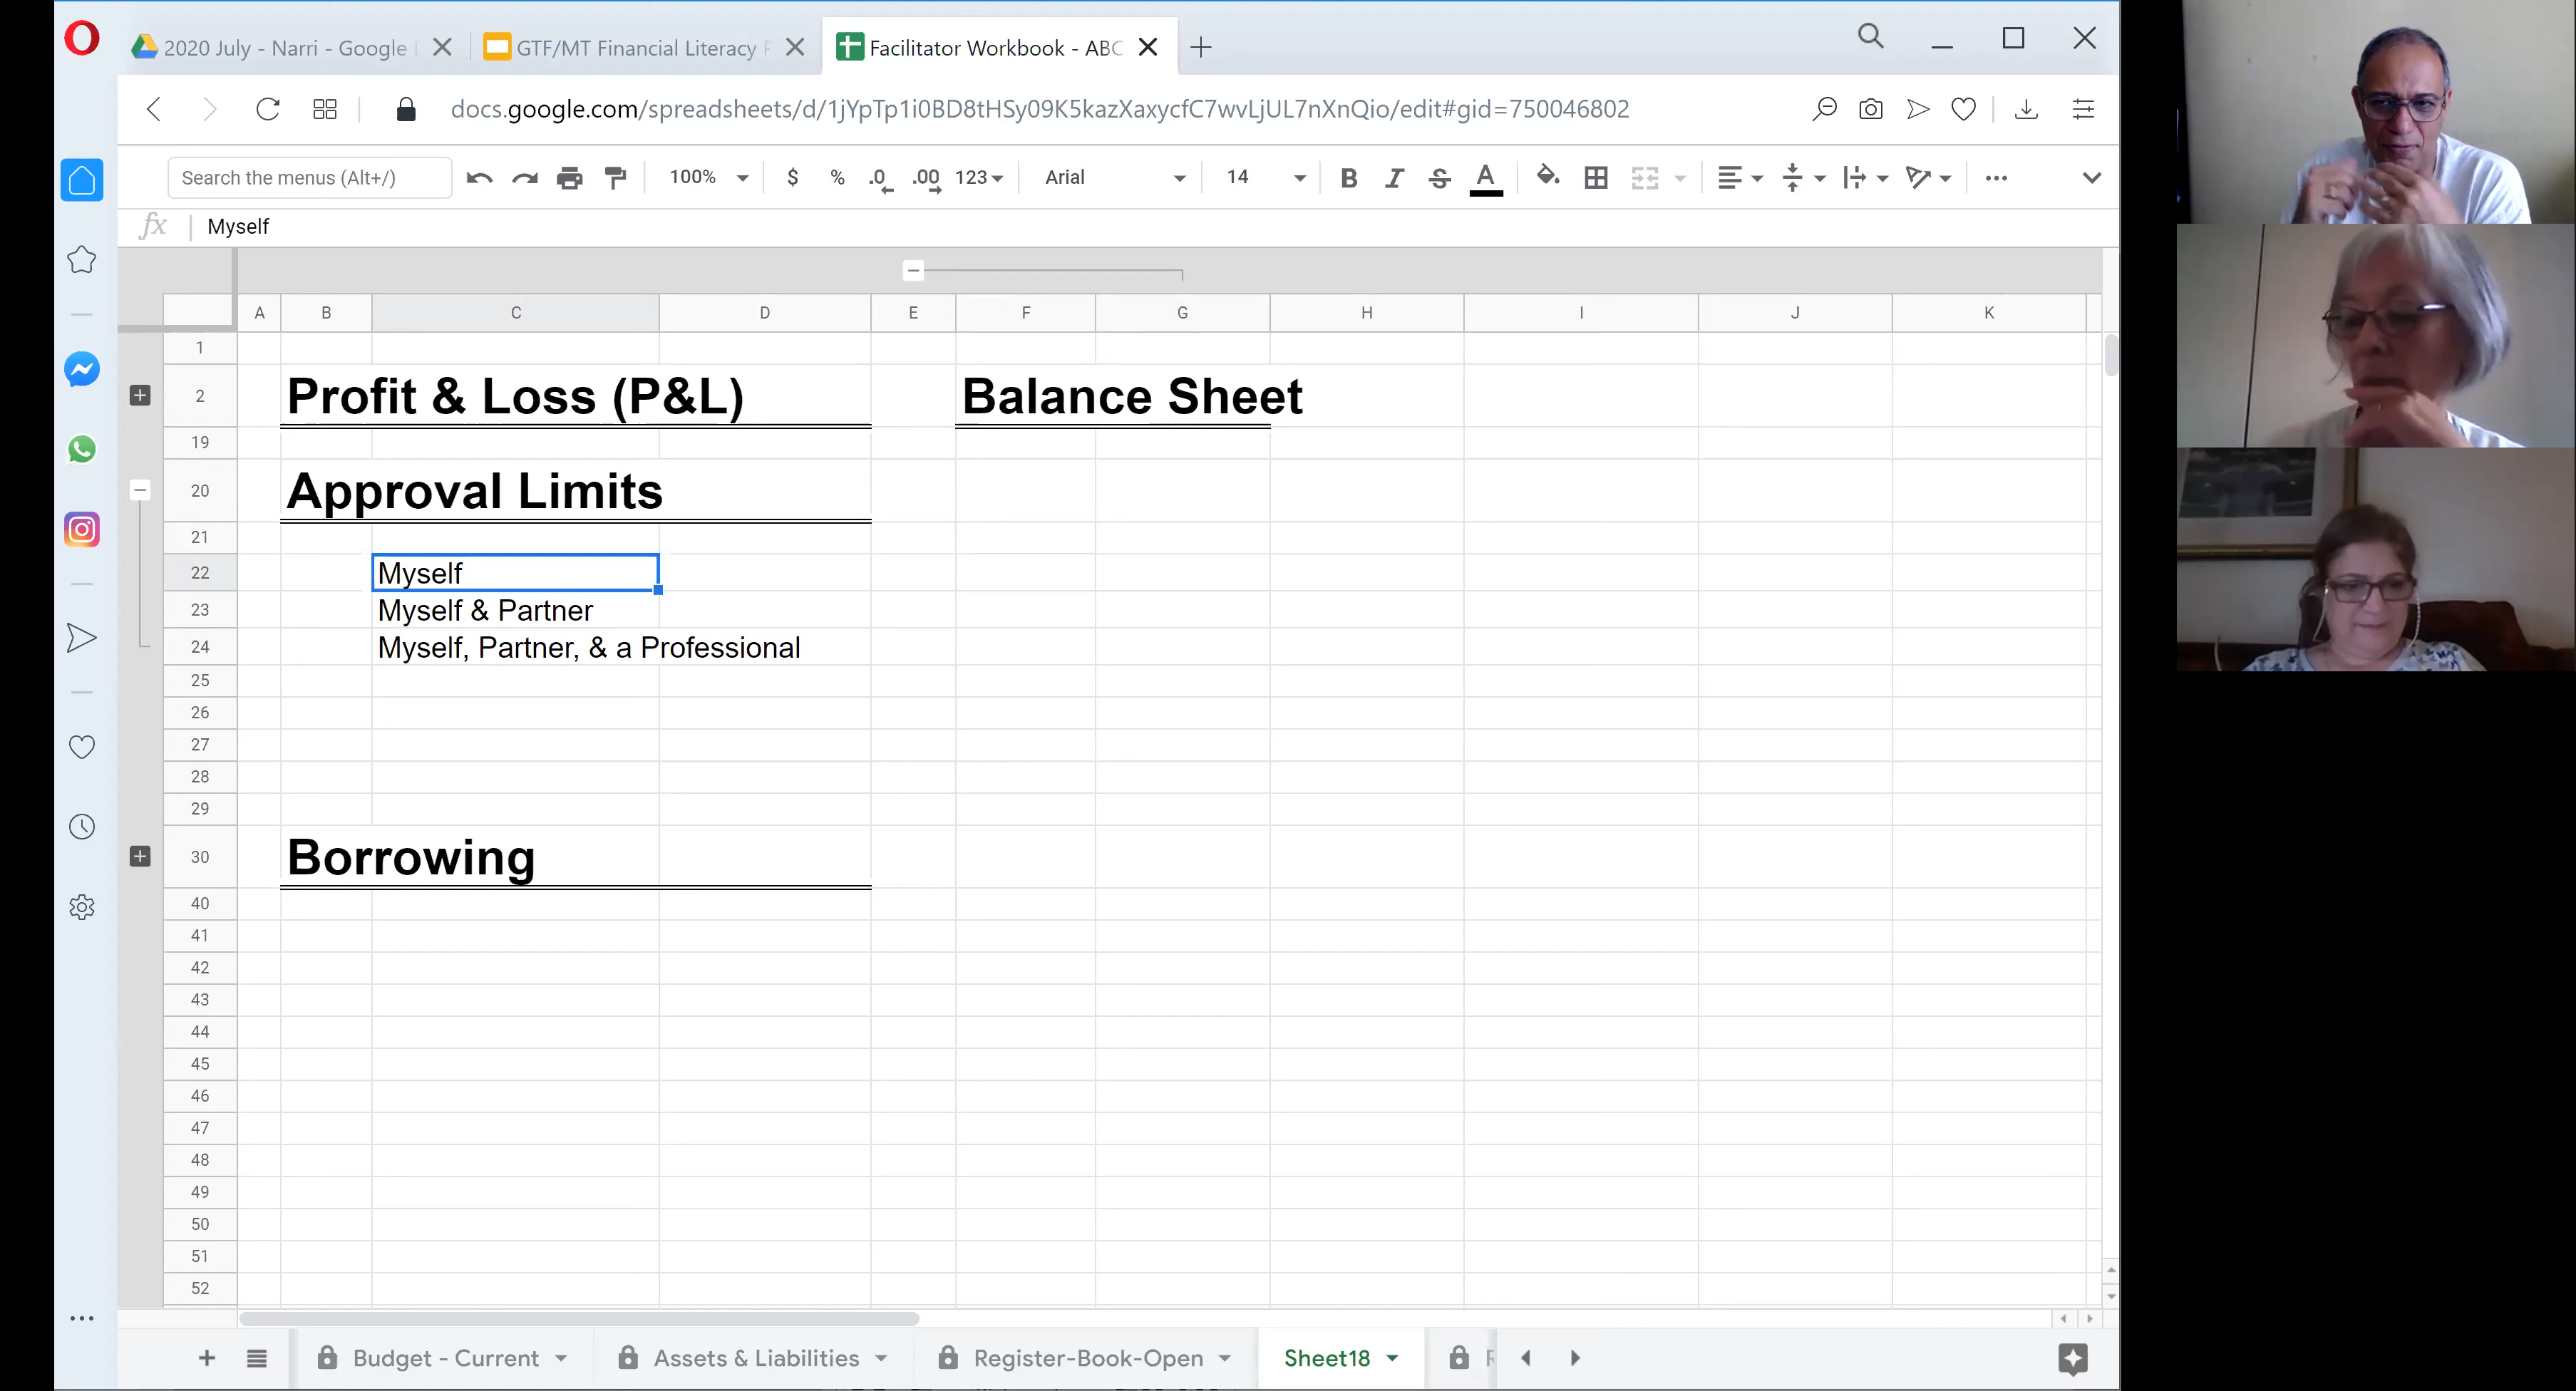 2020 July - Narri - Google
GTF/MT Financial Literacy
Facilitator Workbook - ABC
docs.google.com/spreadsheets/d/1jYpTp1i0BD8tHSy09K5kazXaxycfC7wvLjUL7nXnQio/edit#gid=750046802
Search the menus (Alt+/)
100%
$
%
.0
.00
123
Arial
14
B
I
S
A
fx
Myself
A B C D E F G H I J K
1
2 Profit & Loss (P&L) Balance Sheet
19
20 Approval Limits
21
22 Myself
23 Myself & Partner
24 Myself, Partner, & a Professional
25
26
27
28
29
30 Borrowing
40
41
42
43
44
45
46
47
48
49
50
51
52
Budget - Current
Assets & Liabilities
Register-Book-Open
Sheet18